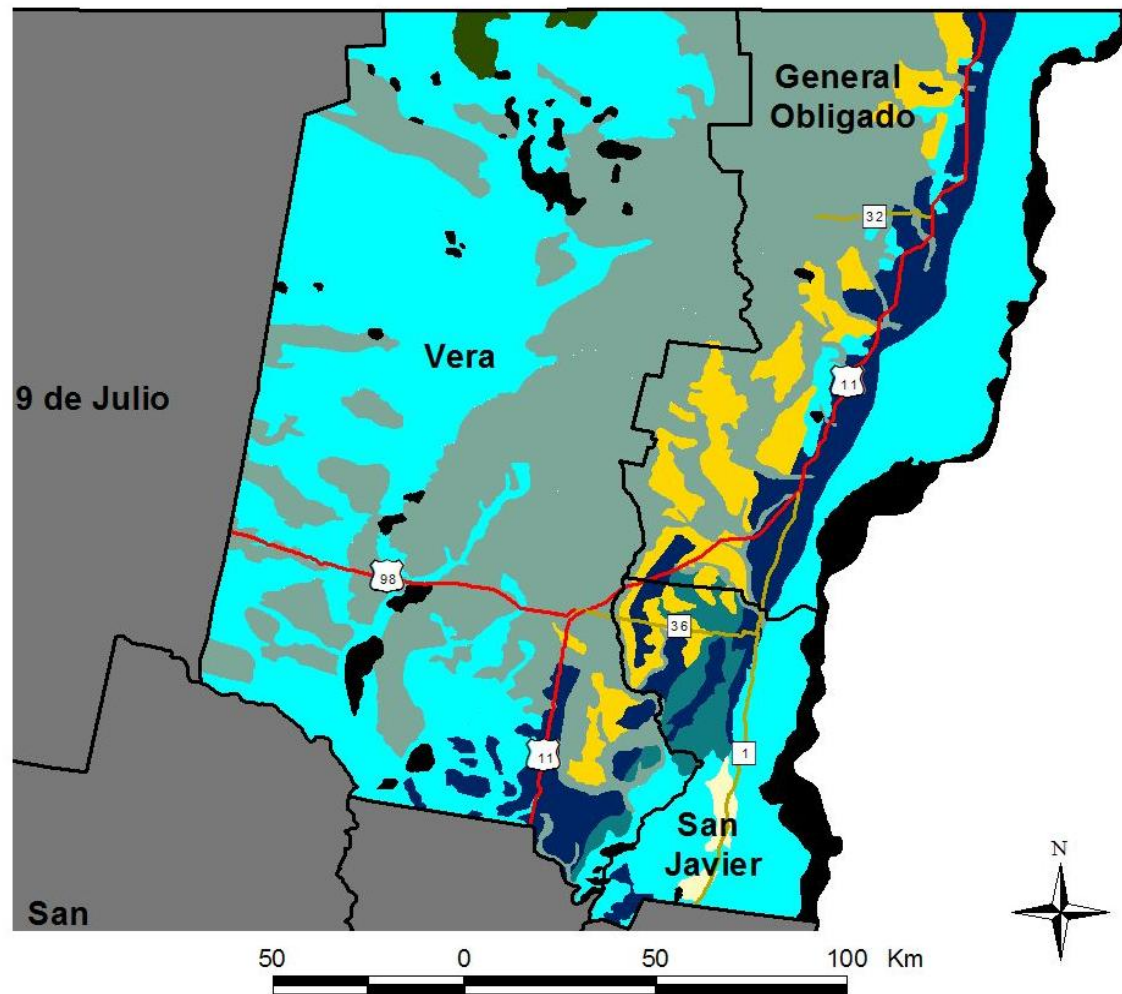 General
Obligado
32
Vera
11
9 de Julio
98
36
11
1
San
Javier
San
N
50 0 50 100 Km